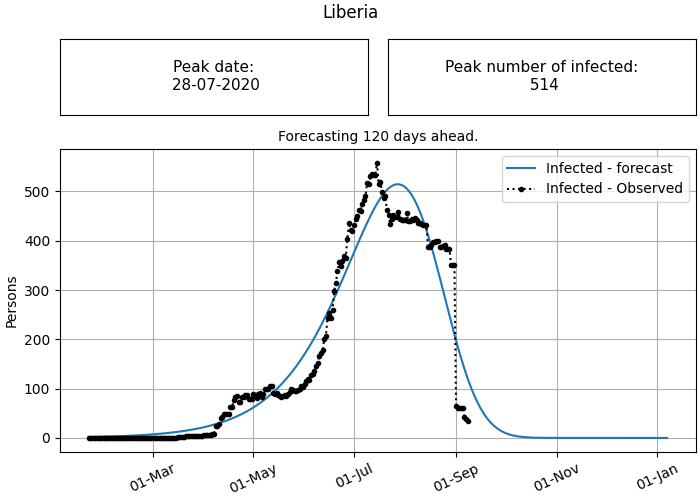 Liberia
Peak date:
28-07-2020
Peak number of infected:
514
Forecasting 120 days ahead.
Infected - forecast
Infected - Observed
Persons
500
400
300
200
100
0
01-Mar
01-May
01-Jul
01-Sep
01-Nov
01-Jan